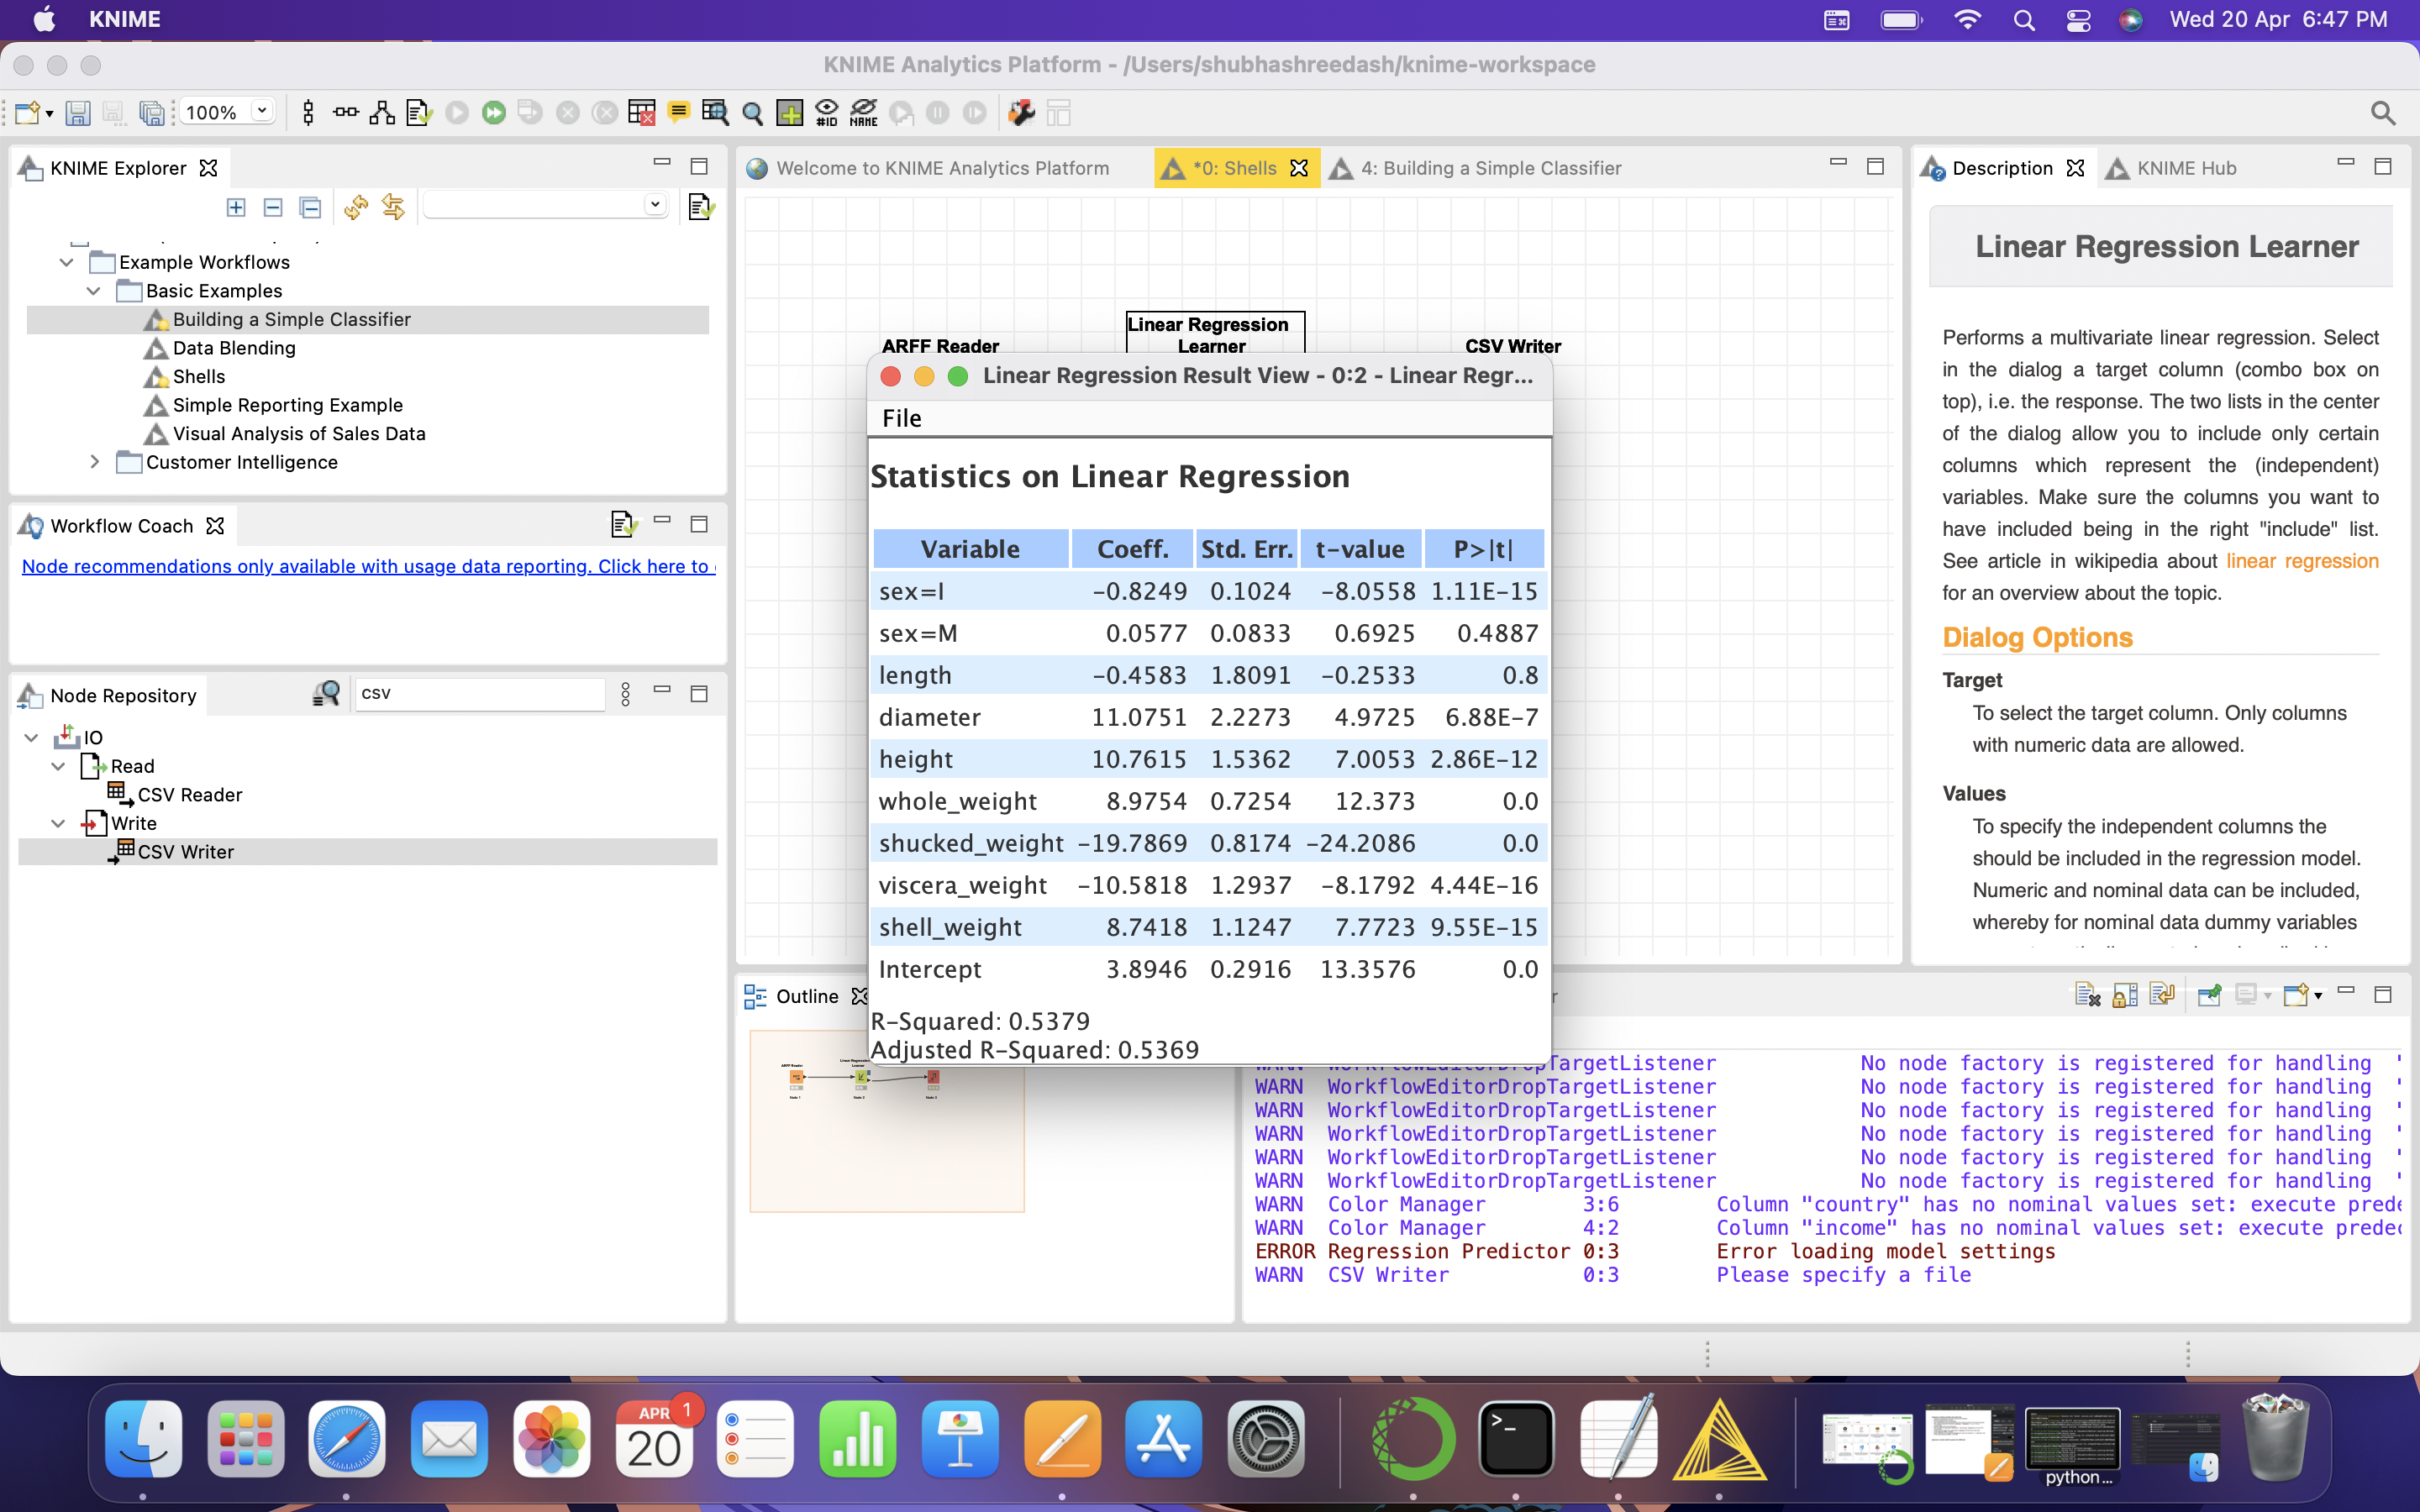 KNIME
Wed 20 Apr 6:47 PM
KNIME Analytics Platform - /Users/shubhashreedash/knime-workspace
100%
#ID
NAME
KNIME Explorer
Example Workflows
Basic Examples
Building a Simple Classifier
Data Blending
Shells
Simple Reporting Example
Visual Analysis of Sales Data
Customer Intelligence
Workflow Coach
Node recommendations only available with usage data reporting. Click here to
Node Repository
csv
IO
Read
CSV Reader
Write
CSV Writer
Welcome to KNIME Analytics Platform
*0: Shells
4: Building a Simple Classifier
ARFF Reader
Linear Regression
Learner
CSV Writer
Linear Regression Result View - 0:2 - Linear Regr...
File
Statistics on Linear Regression
Variable Coeff. Std. Err. t-value P>|t|
sex=I -0.8249 0.1024 -8.0558 1.11E-15
sex=M 0.0577 0.0833 0.6925 0.4887
length -0.4583 1.8091 -0.2533 0.8
diameter 11.0751 2.2273 4.9725 6.88E-7
height 10.7615 1.5362 7.0053 2.86E-12
whole_weight 8.9754 0.7254 12.373 0.0
shucked_weight -19.7869 0.8174 -24.2086 0.0
viscera_weight -10.5818 1.2937 -8.1792 4.44E-16
shell_weight 8.7418 1.1247 7.7723 9.55E-15
Intercept 3.8946 0.2916 13.3576 0.0
R-Squared: 0.5379
Adjusted R-Squared: 0.5369
Outline
ARFF Reader
Linear Regression
Learner
Node 1
Node 2
Node 3
WARN WorkflowEditorDropTargetListener No node factory is registered for handling '
WARN WorkflowEditorDropTargetListener No node factory is registered for handling '
WARN WorkflowEditorDropTargetListener No node factory is registered for handling '
WARN WorkflowEditorDropTargetListener No node factory is registered for handling '
WARN WorkflowEditorDropTargetListener No node factory is registered for handling '
WARN WorkflowEditorDropTargetListener No node factory is registered for handling '
WARN Color Manager 3:6 Column "country" has no nominal values set: execute prede
WARN Color Manager 4:2 Column "income" has no nominal values set: execute predec
ERROR Regression Predictor 0:3 Error loading model settings
WARN CSV Writer 0:3 Please specify a file
Description
KNIME Hub
Linear Regression Learner
Performs a multivariate linear regression. Select
in the dialog a target column (combo box on
top), i.e. the response. The two lists in the center
of the dialog allow you to include only certain
columns which represent the (independent)
variables. Make sure the columns you want to
have included being in the right "include" list.
See article in wikipedia about linear regression
for an overview about the topic.
Dialog Options
Target
To select the target column. Only columns
with numeric data are allowed.
Values
To specify the independent columns the
should be included in the regression model.
Numeric and nominal data can be included,
whereby for nominal data dummy variables
APR
20
1
python ...